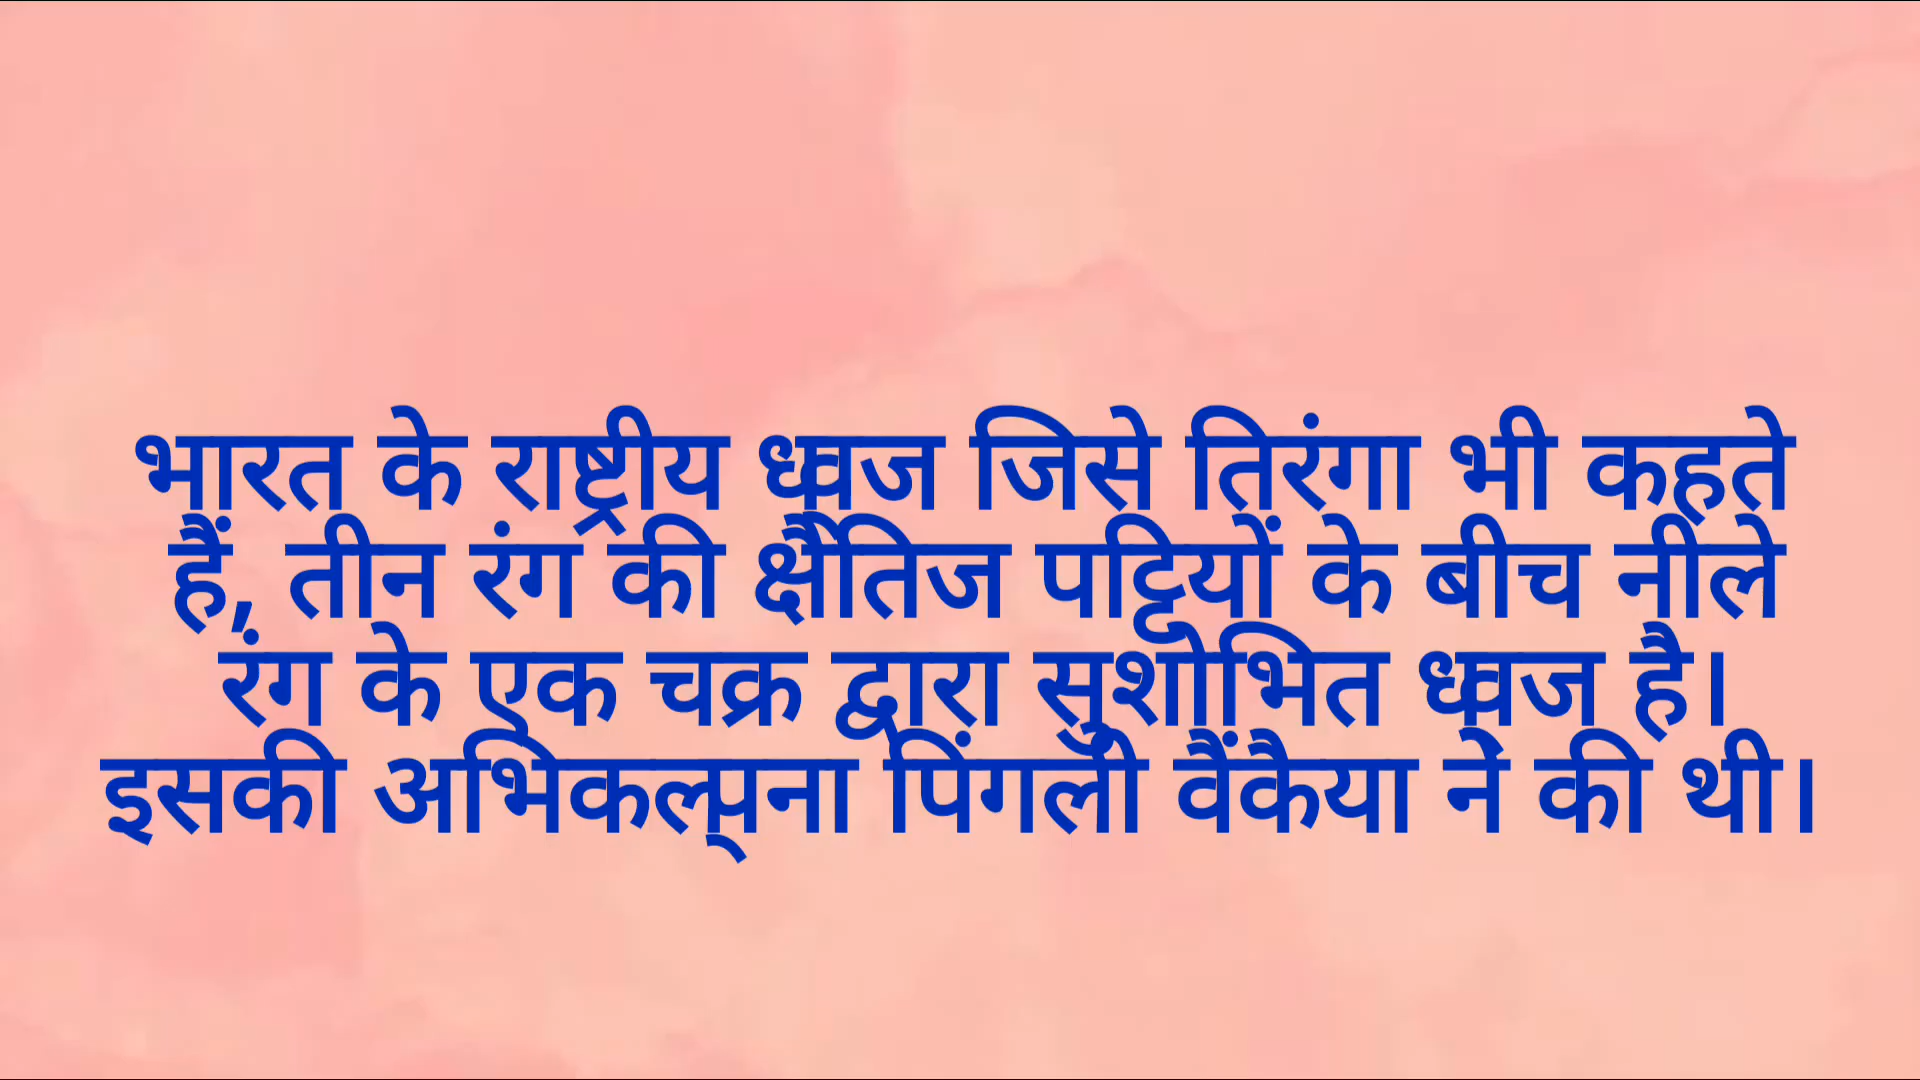 भारत के राष्ट्रीय ध्वज जिसे तिरंगा भी कहते
हैं, तीन रंग की क्षैतिज पट्टियों के बीच नीले
रंग के एक चक्र द्वारा सुशोभित ध्वज है।
इसकी अभिकल्पना पिंगली वैंकैया ने की थी।